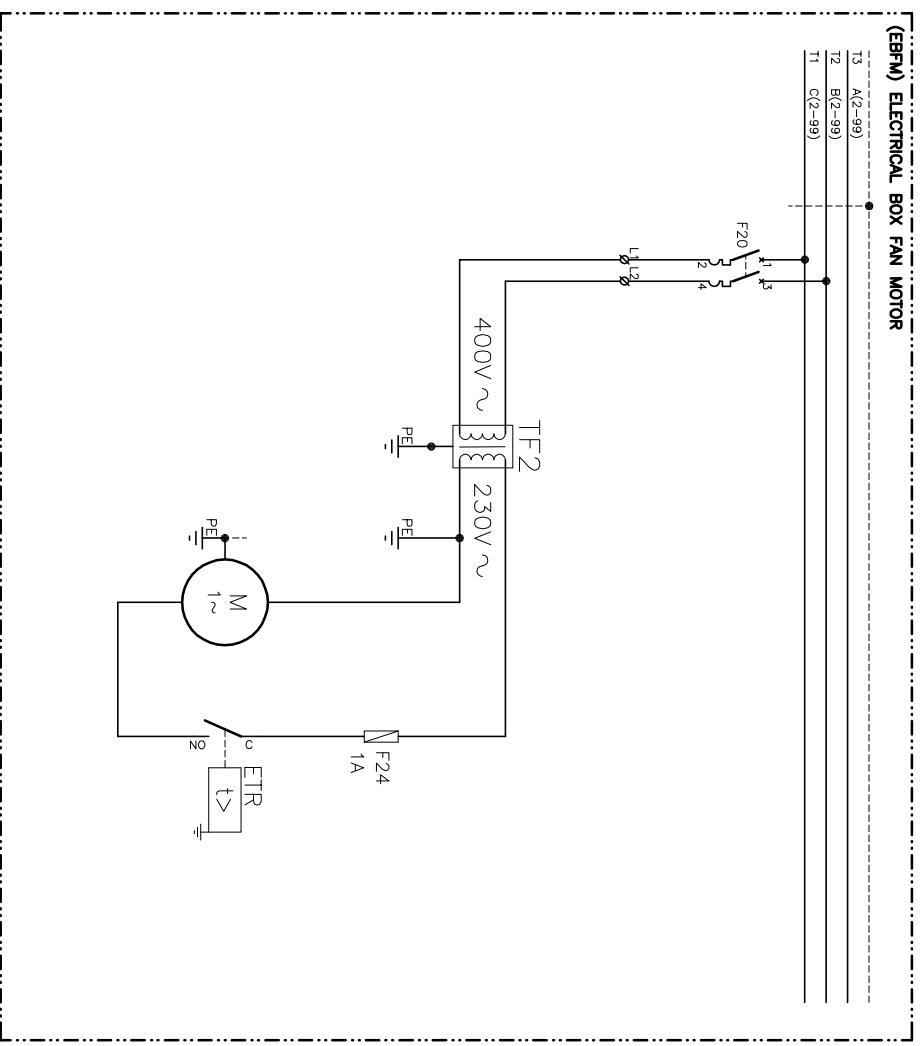 (EBFM) ELECTRICAL BOX FAN MOTOR
T3 A(2-99)
T2 B(2-99)
T1 C(2-99)
F20
1
3
2
4
L1
L2
400V ~
TF2
230V ~
PE
PE
PE
M
1~
F24
1A
NO
C
ETR
t>